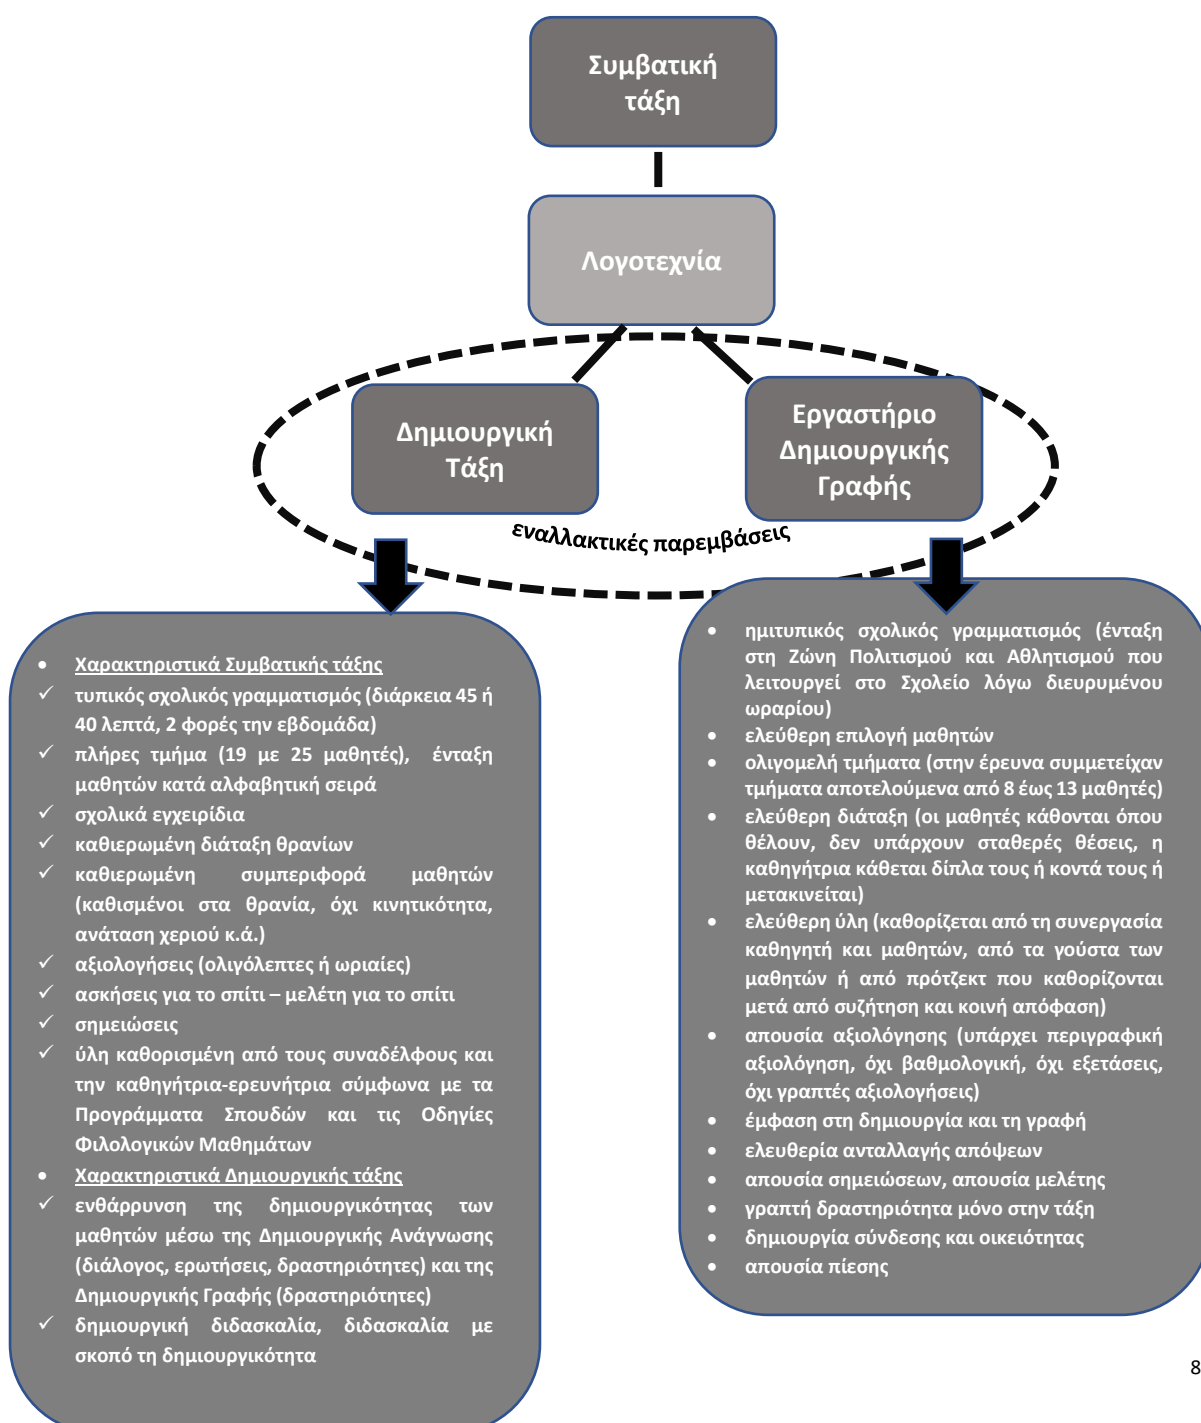 Συμβατική
τάξη
Λογοτεχνία
Δημιουργική
Τάξη
Εργαστήριο
Δημιουργικής
Γραφής
εναλλακτικές παρεμβάσεις
• Χαρακτηριστικά Συμβατικής τάξης
✓ τυπικός σχολικός γραμματισμός (διάρκεια 45 ή
40 λεπτά, 2 φορές την εβδομάδα)
✓ πλήρες τμήμα (19 με 25 μαθητές), ένταξη
μαθητών κατά αλφαβητική σειρά
✓ σχολικά εγχειρίδια
✓ καθιερωμένη διάταξη θρανίων
✓ καθιερωμένη συμπεριφορά μαθητών
(καθισμένοι στα θρανία, όχι κινητικότητα,
ανάταση χεριού κ.ά.)
✓ αξιολογήσεις (ολιγόλεπτες ή ωριαίες)
✓ ασκήσεις για το σπίτι – μελέτη για το σπίτι
✓ σημειώσεις
✓ ύλη καθορισμένη από τους συναδέλφους και
την καθηγήτρια-ερευνήτρια σύμφωνα με τα
Προγράμματα Σπουδών και τις Οδηγίες
Φιλολογικών Μαθημάτων
• Χαρακτηριστικά Δημιουργικής τάξης
✓ ενθάρρυνση της δημιουργικότητας των
μαθητών μέσω της Δημιουργικής Ανάγνωσης
(διάλογος, ερωτήσεις, δραστηριότητες) και της
Δημιουργικής Γραφής (δραστηριότητες)
✓ δημιουργική διδασκαλία, διδασκαλία με
σκοπό τη δημιουργικότητα
• ημιτυπικός σχολικός γραμματισμός (ένταξη
στη Ζώνη Πολιτισμού και Αθλητισμού που
λειτουργεί στο Σχολείο λόγω διευρυμένου
ωραρίου)
• ελεύθερη επιλογή μαθητών
• ολιγομελή τμήματα (στην έρευνα συμμετείχαν
τμήματα αποτελούμενα από 8 έως 13 μαθητές)
• ελεύθερη διάταξη (οι μαθητές κάθονται όπου
θέλουν, δεν υπάρχουν σταθερές θέσεις, η
καθηγήτρια κάθεται δίπλα τους ή κοντά τους ή
μετακινείται)
• ελεύθερη ύλη (καθορίζεται από τη συνεργασία
καθηγητή και μαθητών, από τα γούστα των
μαθητών ή από πρότζεκτ που καθορίζονται
μετά από συζήτηση και κοινή απόφαση)
• απουσία αξιολόγησης (υπάρχει περιγραφική
αξιολόγηση, όχι βαθμολογική, όχι εξετάσεις,
όχι γραπτές αξιολογήσεις)
• έμφαση στη δημιουργία και τη γραφή
• ελευθερία ανταλλαγής απόψεων
• απουσία σημειώσεων, απουσία μελέτης
• γραπτή δραστηριότητα μόνο στην τάξη
• δημιουργία σύνδεσης και οικειότητας
• απουσία πίεσης
8